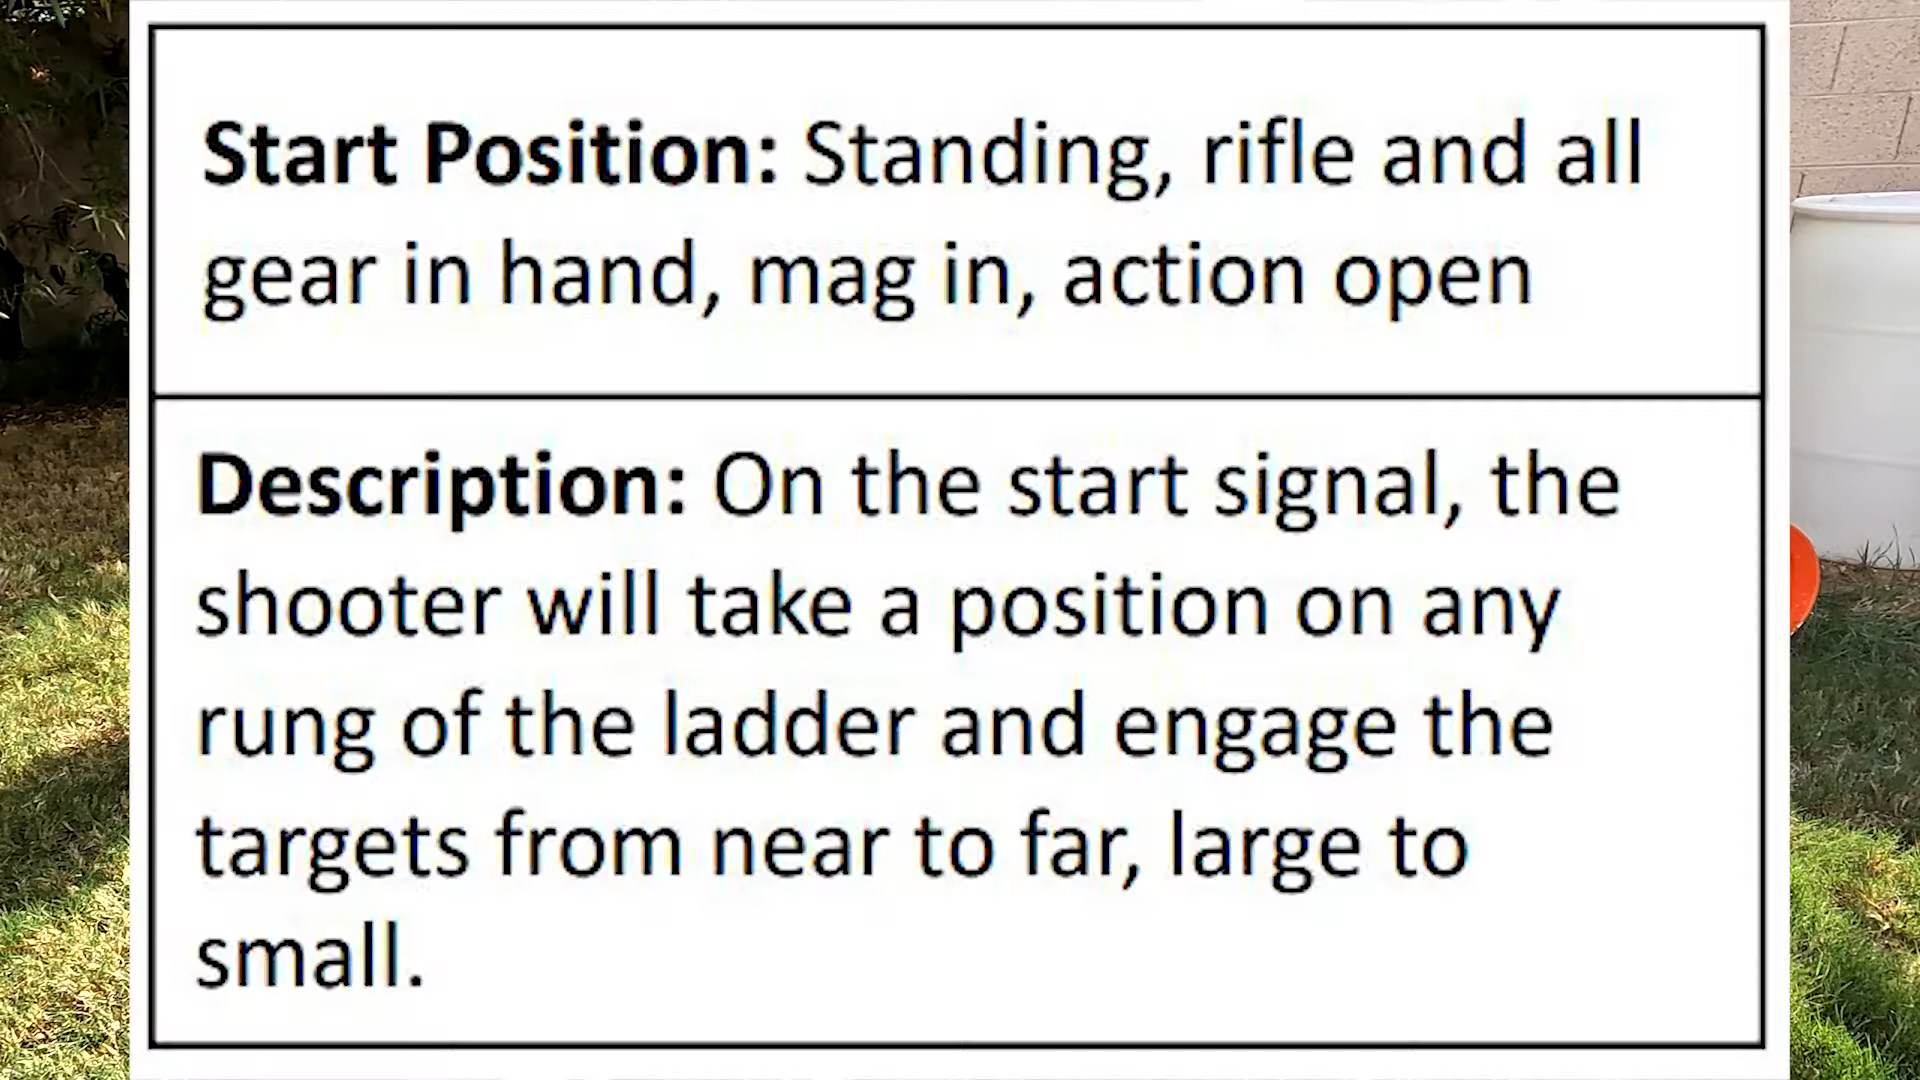 Start Position: Standing, rifle and all
gear in hand, mag in, action open
Description: On the start signal, the
shooter will take a position on any
rung of the ladder and engage the
targets from near to far, large to
small.